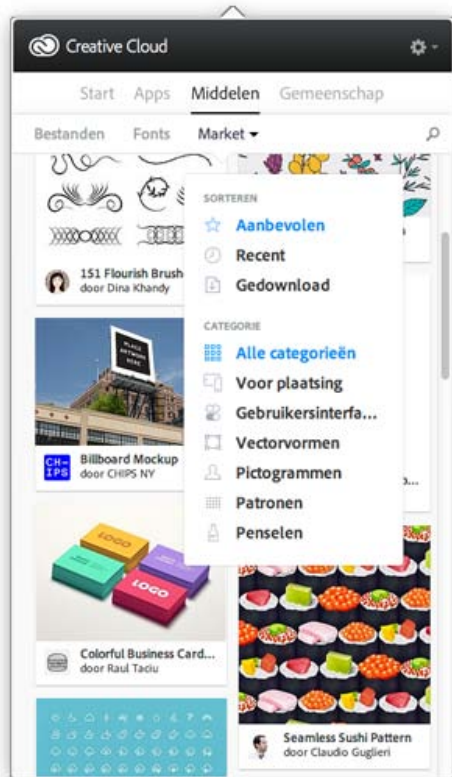 Creative Cloud
Start Apps Middelen Gemeenschap
Bestanden Fonts Market
SORTEREN
Aanbevolen
Recent
Gedownload
CATEGORIE
Alle categorieën
Voor plaatsing
Gebruikersinterfa...
Vectorvormen
Pictogrammen
Patronen
Penselen
151 Flourish Brush
door Dina Khandy
PLACE
ARTWORK
HERE
CH-
IPS
Billboard Mockup
door CHIPS NY
LOGO
LOGO
Colorful Business Card...
door Raul Taciu
Seamless Sushi Pattern
door Claudio Guglieri